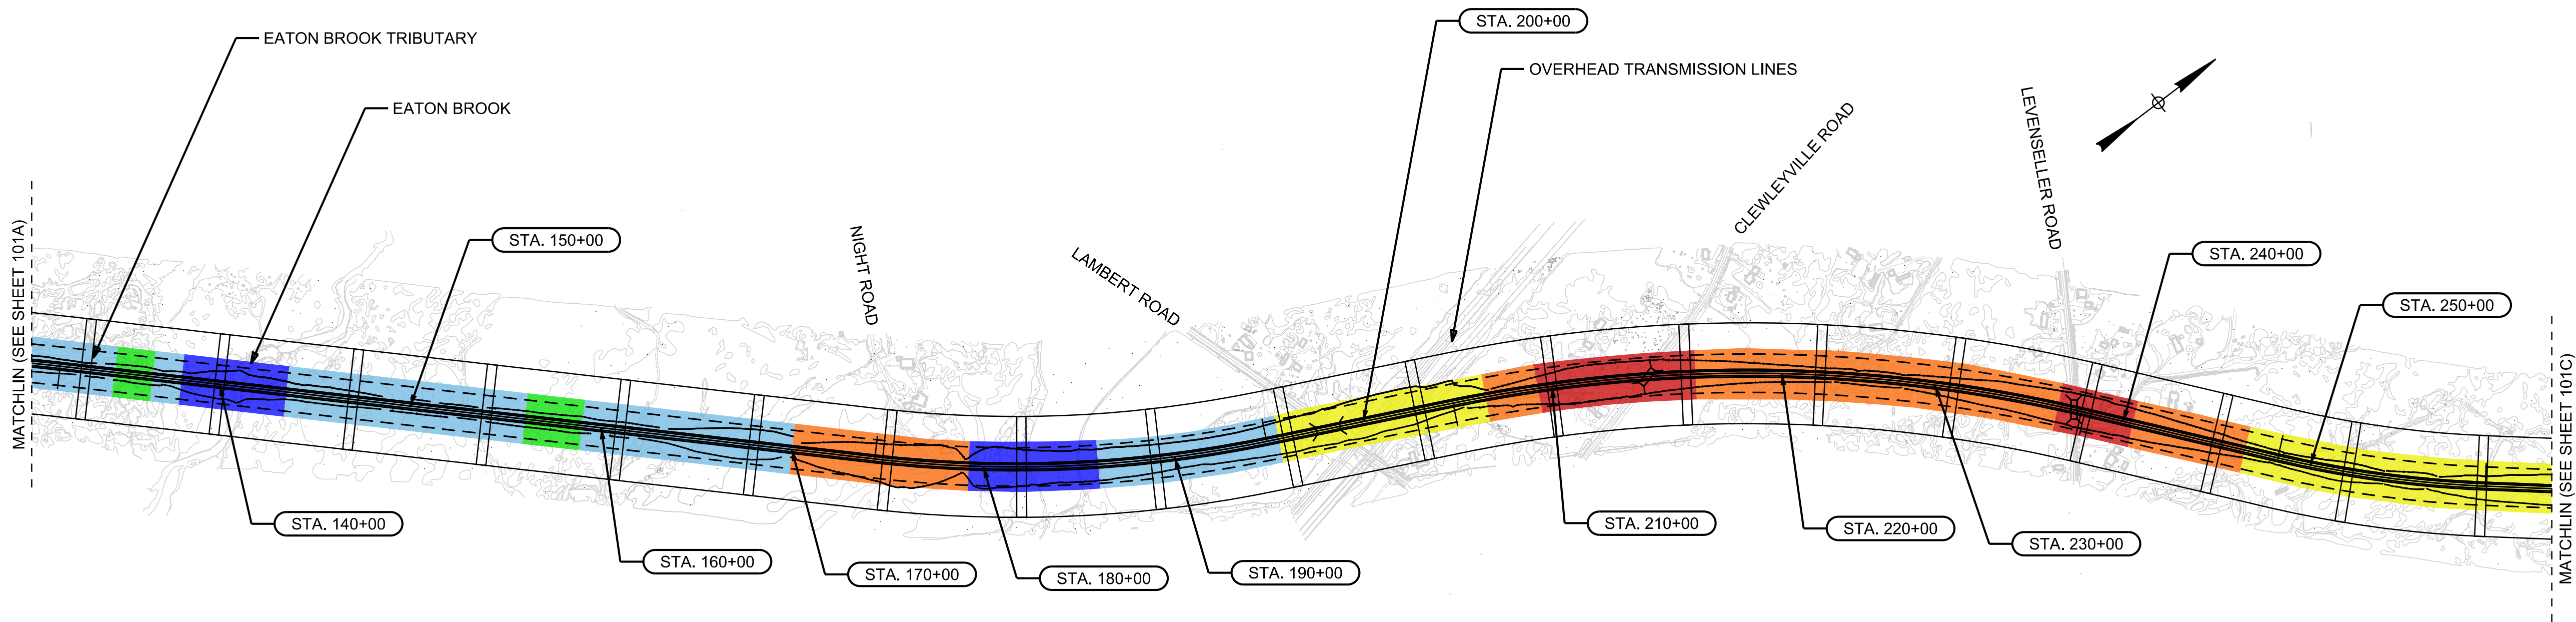 STA. 200+00
EATON BROOK TRIBUTARY
OVERHEAD TRANSMISSION LINES
EATON BROOK
CLEWLEYVILLE ROAD
LEVENSELLER ROAD
MATCHLIN (SEE SHEET 101A)
STA. 150+00
NIGHT ROAD
LAMBERT ROAD
STA. 240+00
STA. 250+00
MATCHLIN (SEE SHEET 101C)
STA. 140+00
STA. 160+00
STA. 170+00
STA. 180+00
STA. 190+00
STA. 210+00
STA. 220+00
STA. 230+00